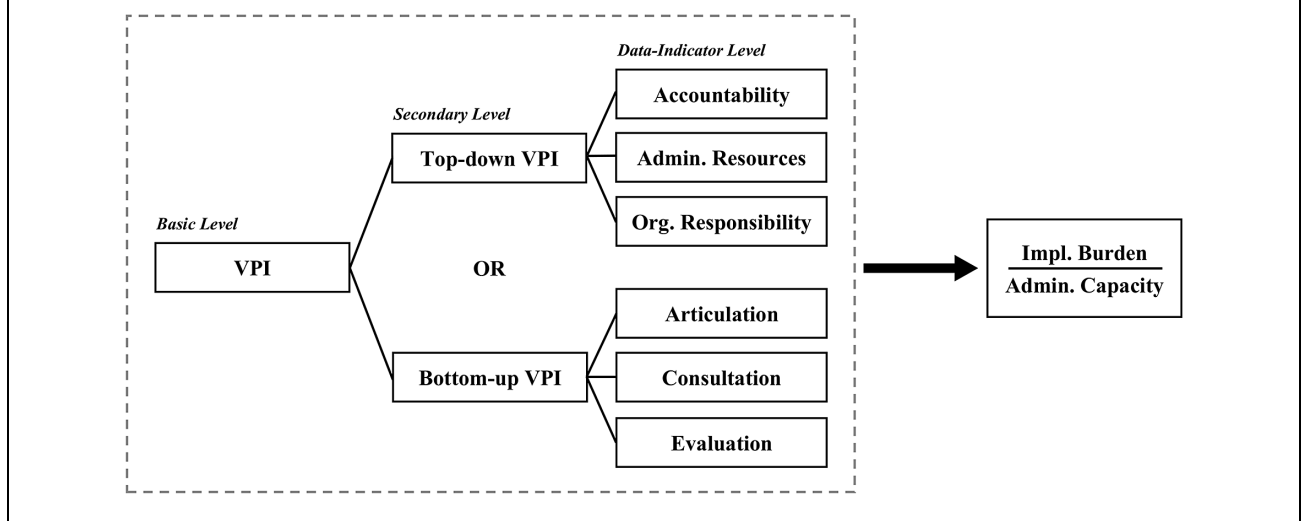 Data-Indicator Level
Accountability
Secondary Level
Top-down VPI
Admin. Resources
Org. Responsibility
Basic Level
VPI
OR
Impl. Burden
Admin. Capacity
Articulation
Bottom-up VPI
Consultation
Evaluation